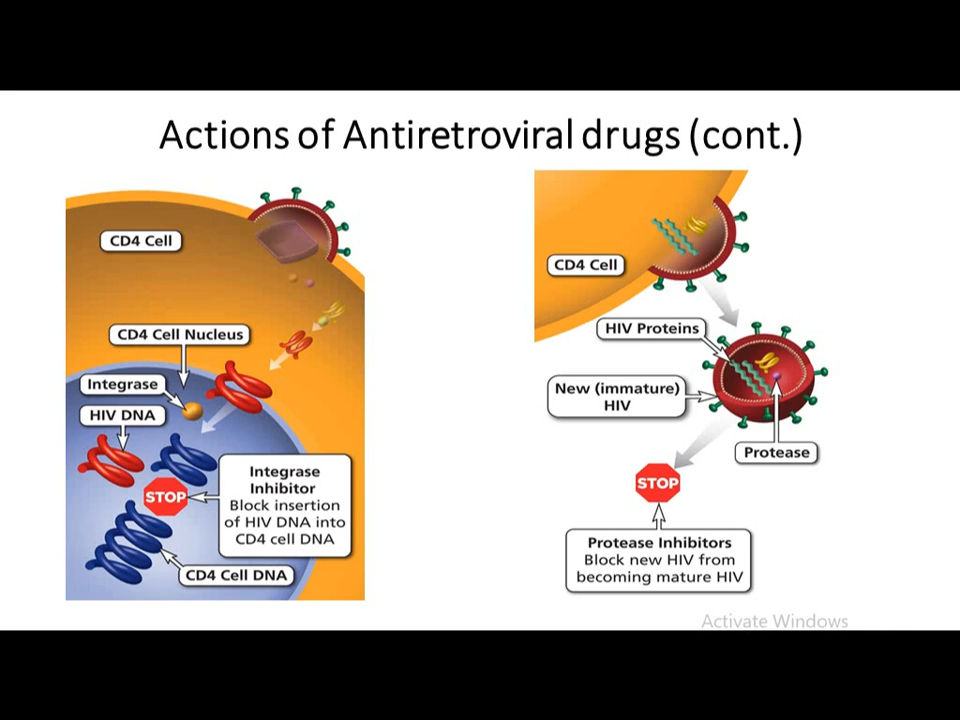 Actions of Antiretroviral drugs (cont.)
CD4 Cell
CD4 Cell Nucleus
Integrase
HIV DNA
STOP
Integrase
Inhibitor
Block insertion
of HIV DNA into
CD4 cell DNA
CD4 Cell DNA
CD4 Cell
HIV Proteins
New (immature)
HIV
Protease
STOP
Protease Inhibitors
Block new HIV from
becoming mature HIV
Activate Windows